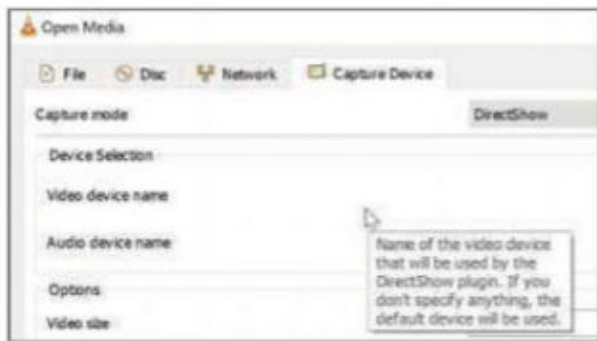 Open Media
File Disc Network Capture Device
Capture mode DirectShow
Device Selection
Video device name
Audio device name
Name of the video device
that will be used by the
DirectShow plugin. If you
don't specify anything, the
default device will be used.
Options
Video size